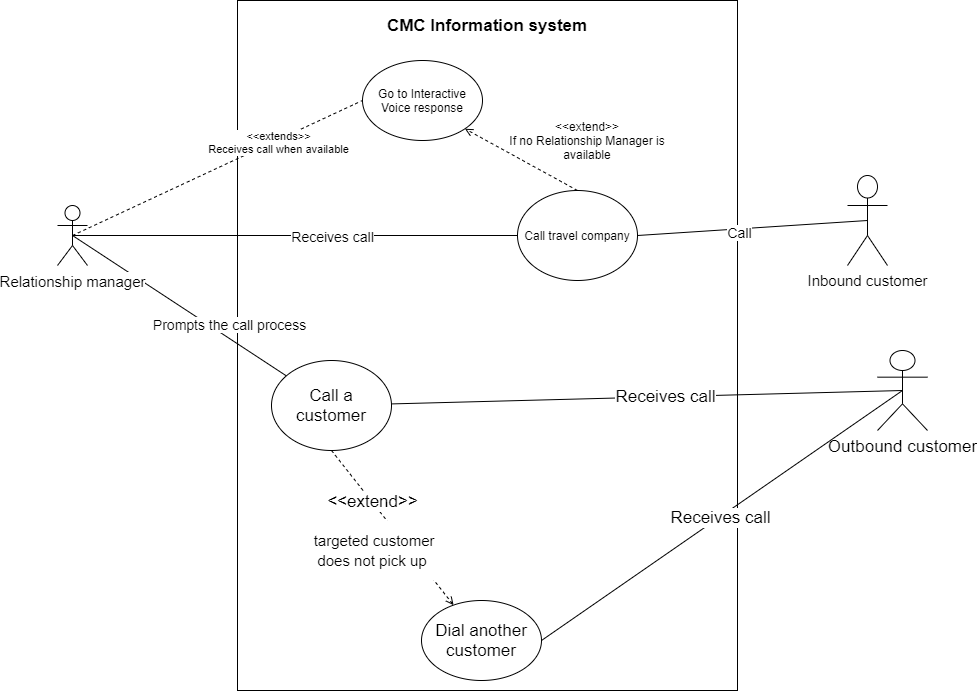 CMC Information system
Go to Interactive
Voice response
<<extends>>
Receives call when available
<<extend>>
If no Relationship Manager is
available
Receives call
Call travel company
Call
Relationship manager
Inbound customer
Prompts the call process
Call a
customer
Receives call
Outbound customer
<<extend>>
targeted customer
does not pick up
Receives call
Dial another
customer